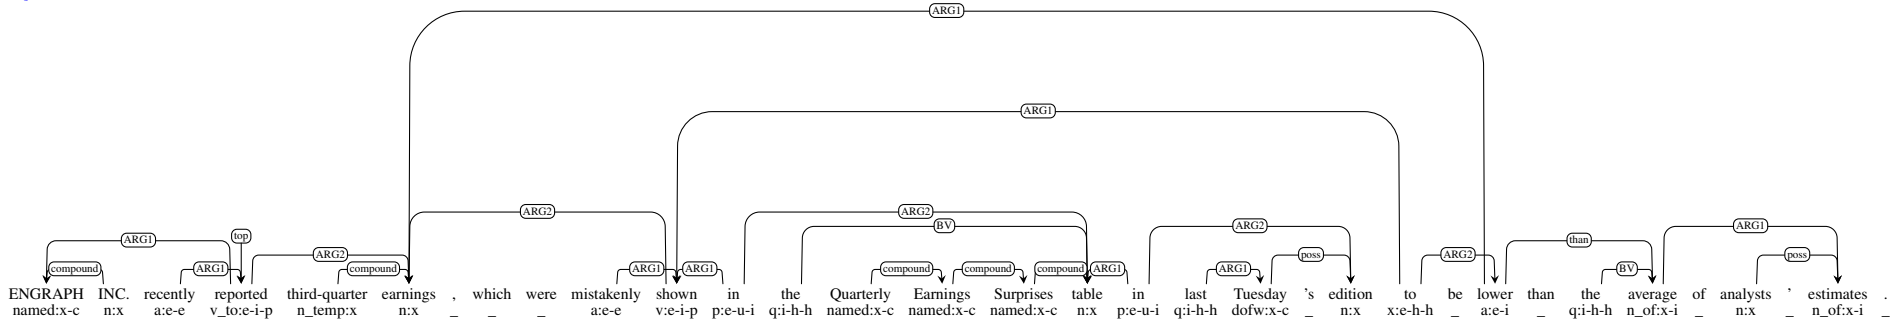 ARG1
ARG1
ARG2 ARG2
BV ARG2 ARG1
ARG1 top than
ARG2 poss ARG2 poss
compound ARG1 compound ARG1 ARG1 compound compound compound ARG1 ARG1 BV
ENGRAPH INC. recently reported third-quarter earnings , which were mistakenly shown in the Quarterly Earnings Surprises table in last Tuesday 's edition to be lower than the average of analysts ' estimates .
named:x-c n:x a:e-e v_to:e-i-p n_temp:x n:x _ _ _ a:e-e v:e-i-p p:e-u-i q:i-h-h named:x-c named:x-c named:x-c n:x p:e-u-i q:i-h-h dofw:x-c _ n:x x:e-h-h _ a:e-i _ q:i-h-h n_of:x-i _ n:x _ n_of:x-i _